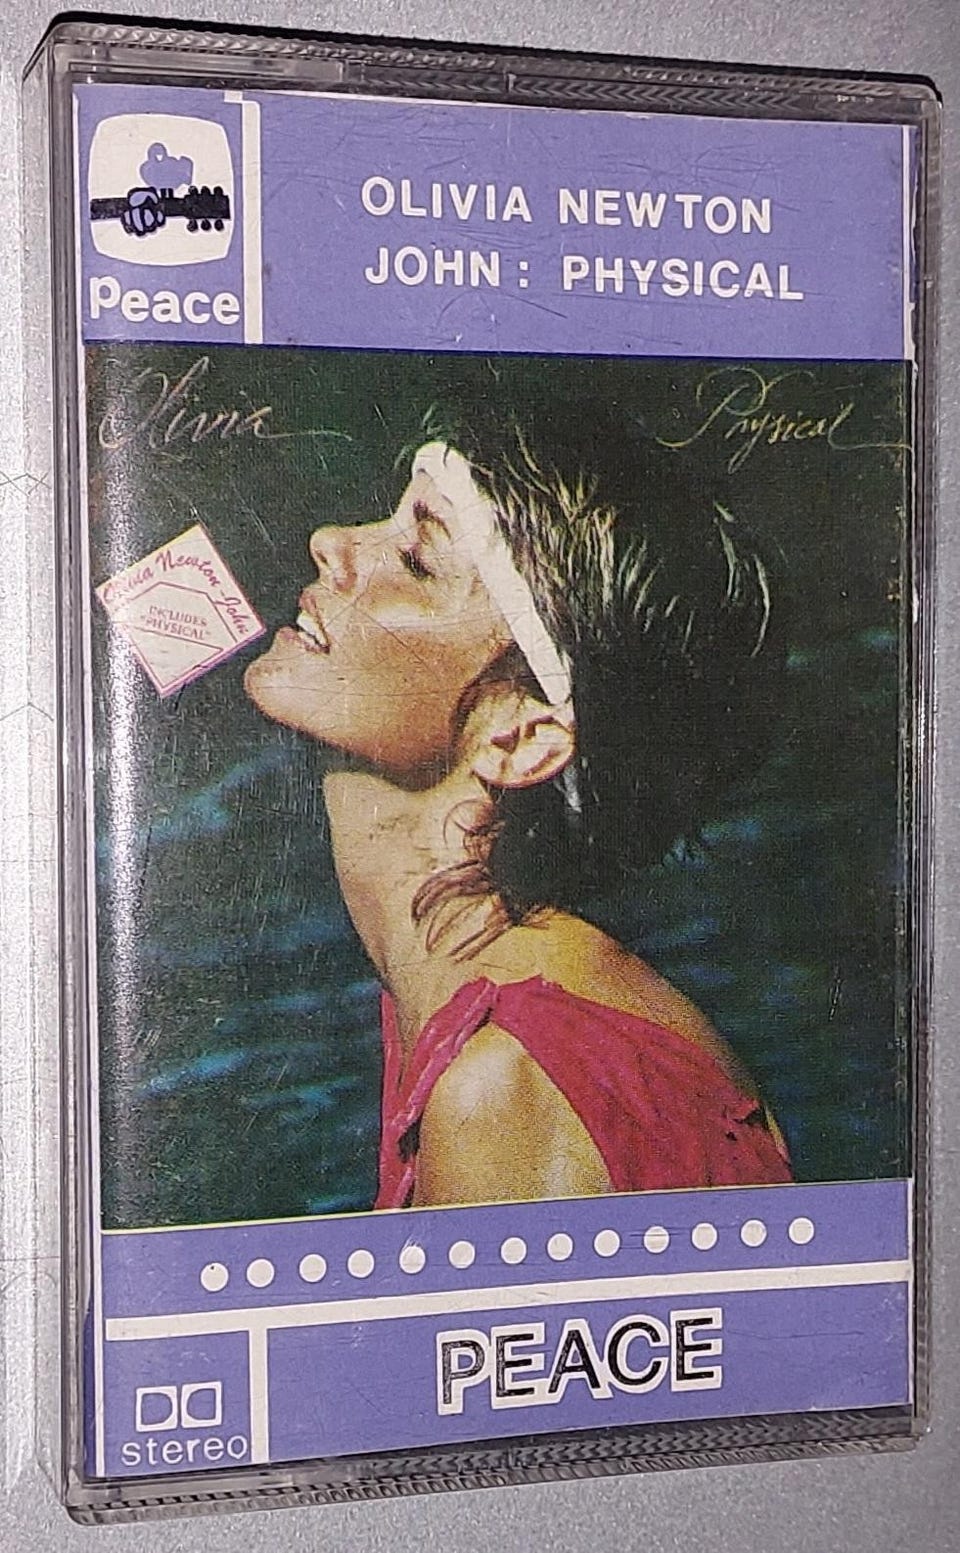 Peace
OLIVIA NEWTON
JOHN: PHYSICAL
Olivia
Physical
Olivia Newton-John
INCLUDES
"PHYSICAL"
PEACE
stereo